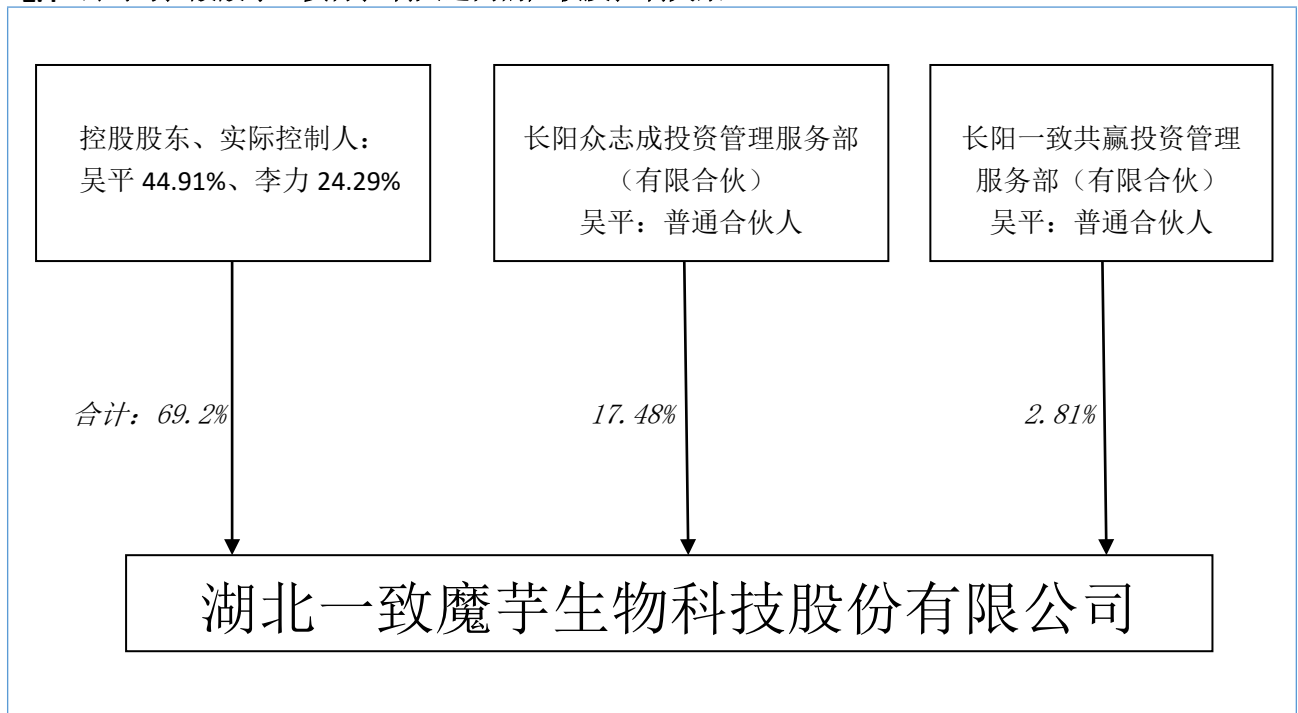 控股股东、实际控制人：
吴平 44.91%、李力 24.29%
长阳众志成投资管理服务部
（有限合伙）
吴平：普通合伙人
长阳一致共赢投资管理
服务部（有限合伙）
吴平：普通合伙人
合计：69.2%
17.48%
2.81%
湖北一致魔芋生物科技股份有限公司